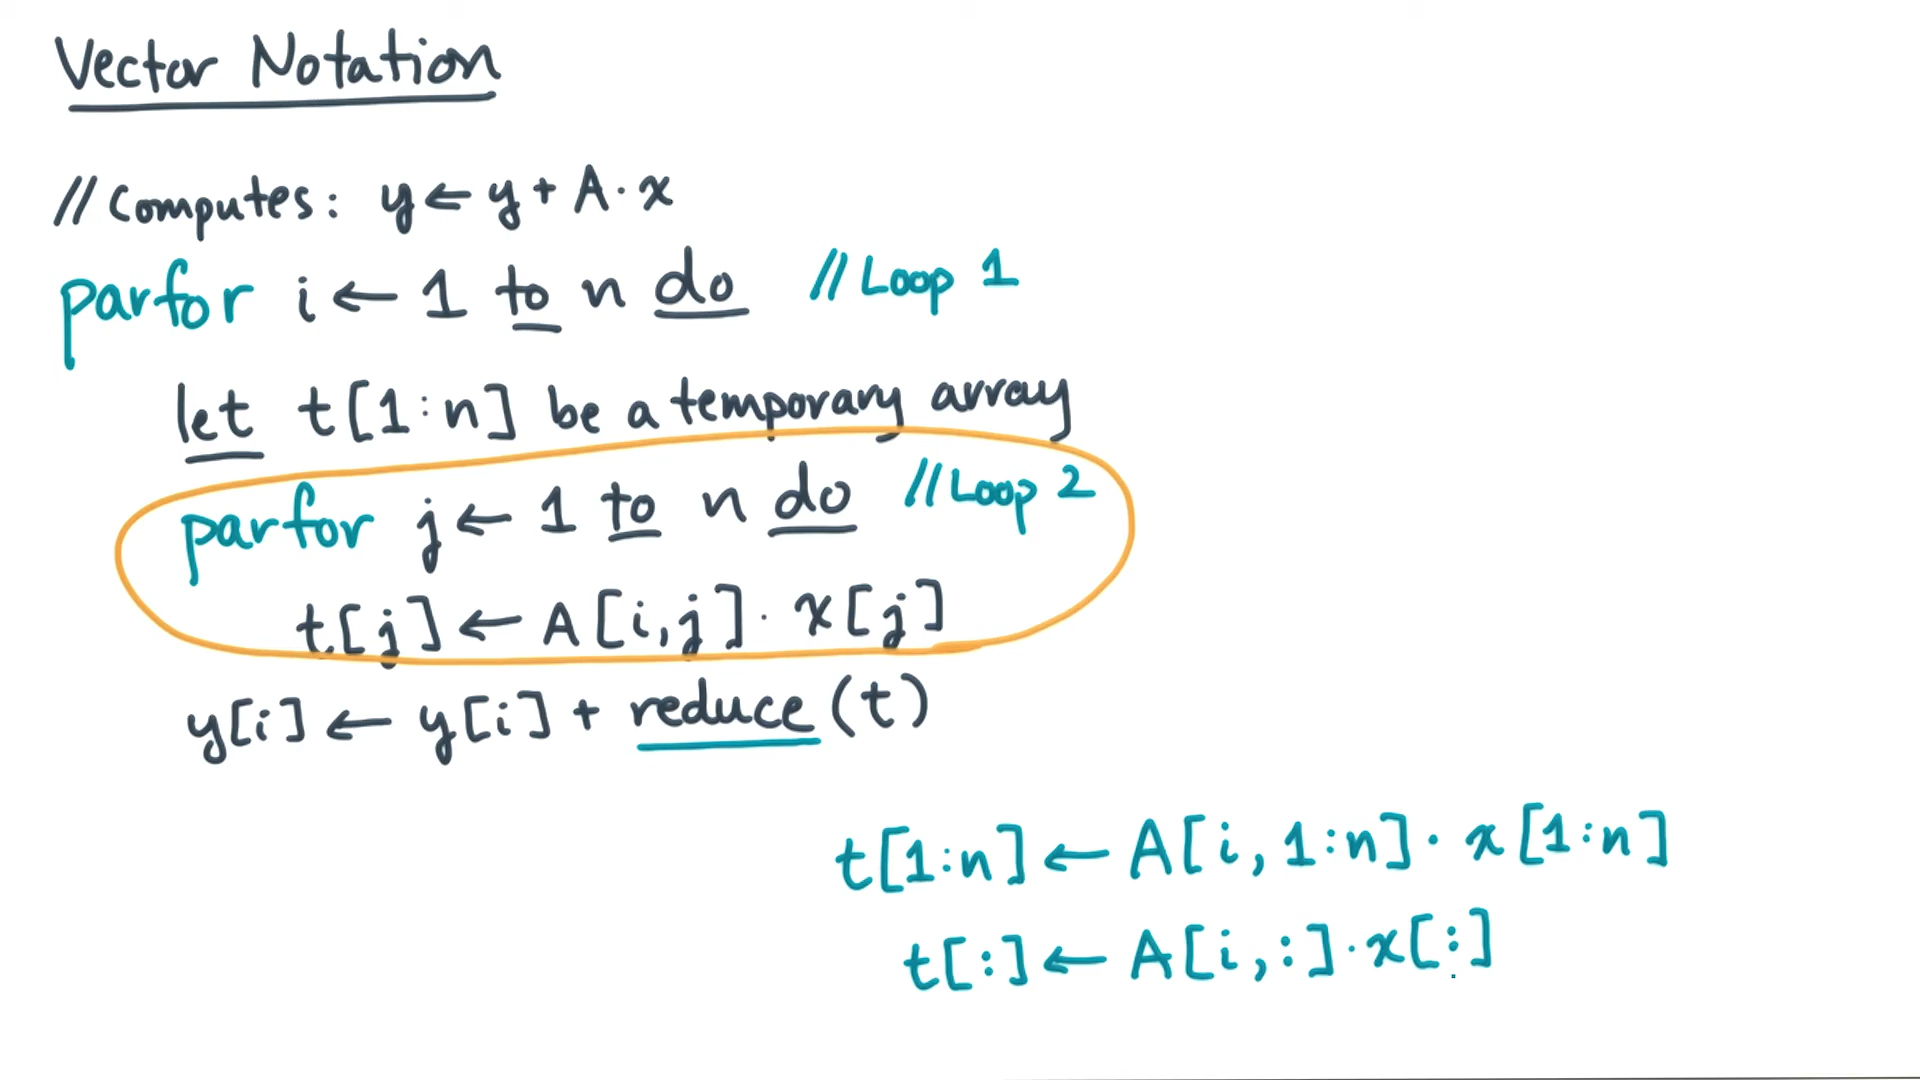 Vector Notation
// Computes: y ← y + A · x
parfor i ← 1 to n do // Loop 1
let t[1:n] be a temporary array
parfor j ← 1 to n do // Loop 2
t[j] ← A[i,j] · x[j]
y[i] ← y[i] + reduce(t)
t[1:n] ← A[i, 1:n] · x[1:n]
t[:] ← A[i,:] · x[:]